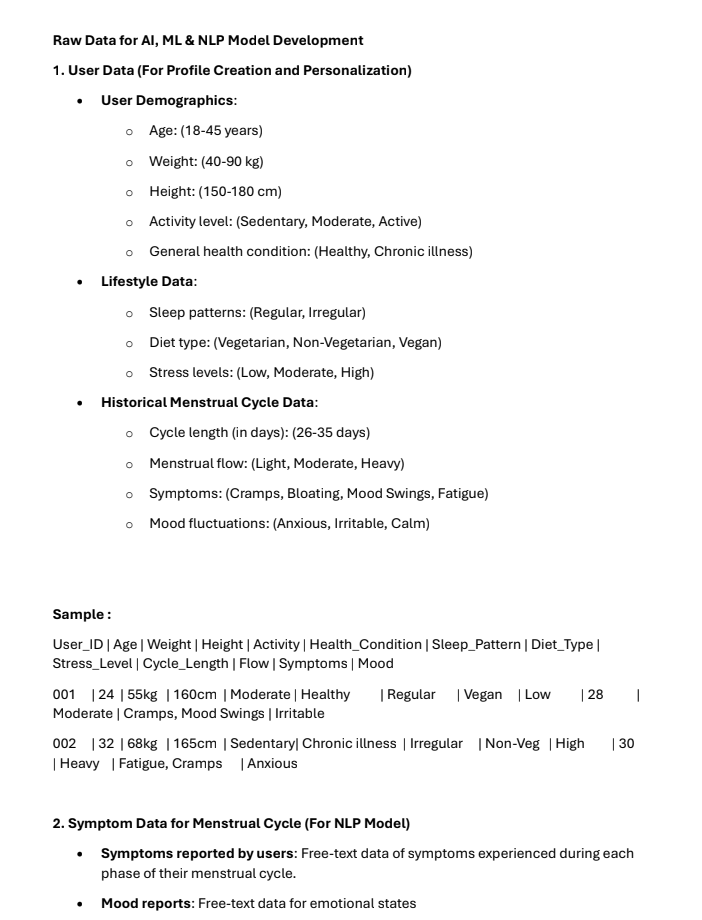 Raw Data for AI, ML & NLP Model Development
1. User Data (For Profile Creation and Personalization)
• User Demographics:
o Age: (18-45 years)
o Weight: (40-90 kg)
o Height: (150-180 cm)
o Activity level: (Sedentary, Moderate, Active)
o General health condition: (Healthy, Chronic illness)
• Lifestyle Data:
o Sleep patterns: (Regular, Irregular)
o Diet type: (Vegetarian, Non-Vegetarian, Vegan)
o Stress levels: (Low, Moderate, High)
• Historical Menstrual Cycle Data:
o Cycle length (in days): (26-35 days)
o Menstrual flow: (Light, Moderate, Heavy)
o Symptoms: (Cramps, Bloating, Mood Swings, Fatigue)
o Mood fluctuations: (Anxious, Irritable, Calm)
Sample :
User_ID | Age | Weight | Height | Activity | Health_Condition | Sleep_Pattern | Diet_Type |
Stress_Level | Cycle_Length | Flow | Symptoms | Mood
001 | 24 | 55kg | 160cm | Moderate | Healthy | Regular | Vegan | Low | 28 |
Moderate | Cramps, Mood Swings | Irritable
002 | 32 | 68kg | 165cm | Sedentary| Chronic illness | Irregular | Non-Veg | High | 30
| Heavy | Fatigue, Cramps | Anxious
2. Symptom Data for Menstrual Cycle (For NLP Model)
• Symptoms reported by users: Free-text data of symptoms experienced during each
phase of their menstrual cycle.
• Mood reports: Free-text data for emotional states